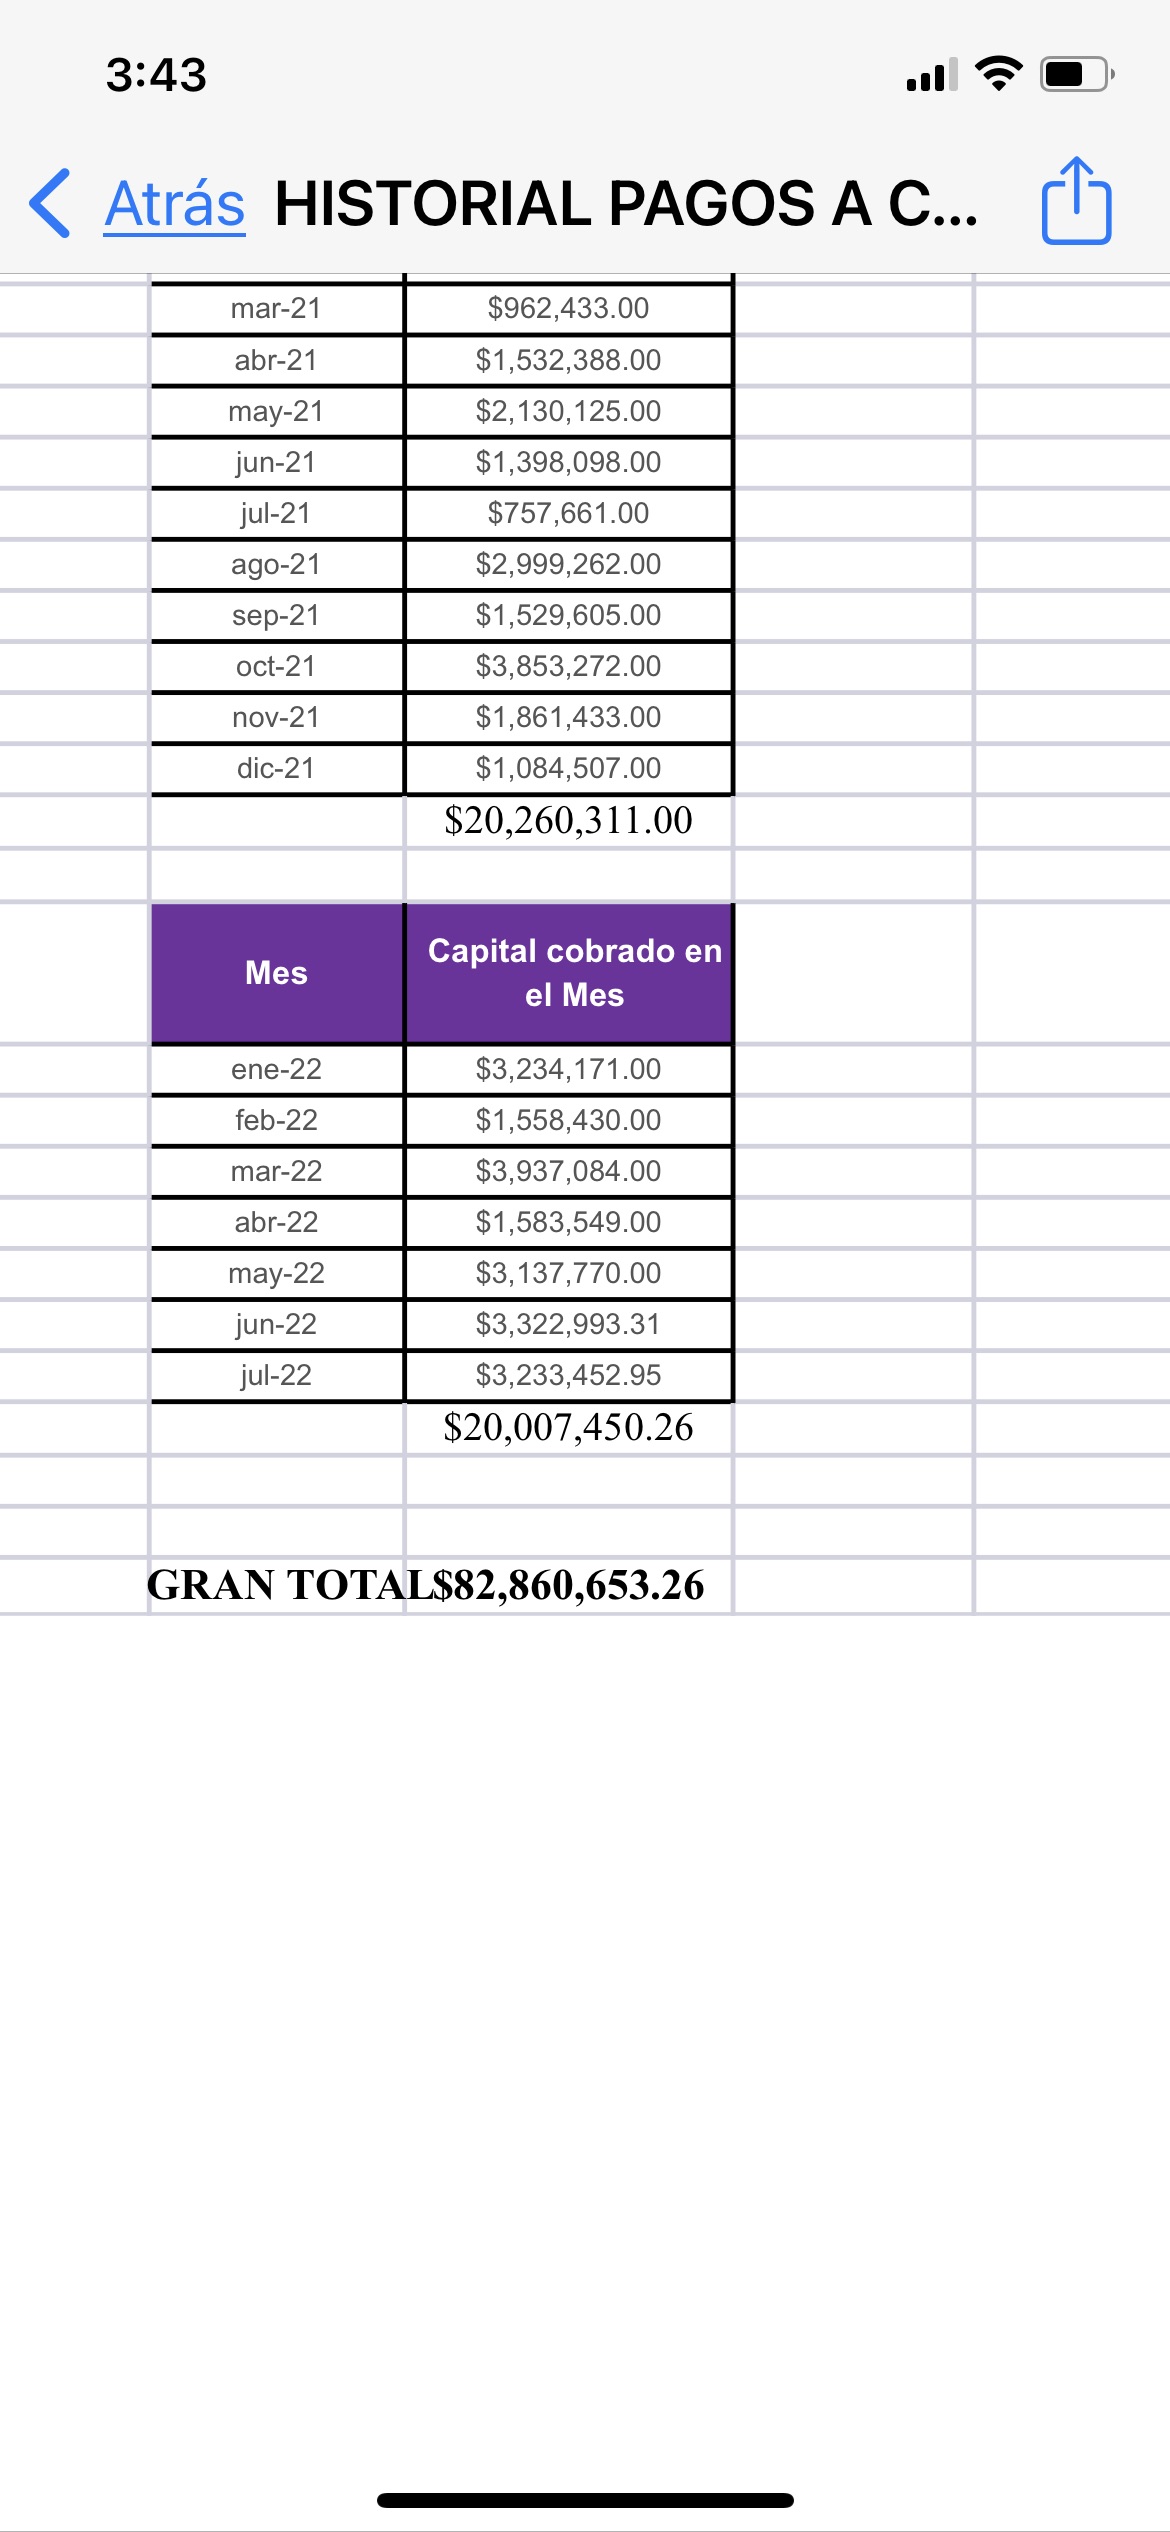 3:43
Atrás HISTORIAL PAGOS A C...
mar-21 $962,433.00
abr-21 $1,532,388.00
may-21 $2,130,125.00
jun-21 $1,398,098.00
jul-21 $757,661.00
ago-21 $2,999,262.00
sep-21 $1,529,605.00
oct-21 $3,853,272.00
nov-21 $1,861,433.00
dic-21 $1,084,507.00
$20,260,311.00
Mes Capital cobrado en
el Mes
ene-22 $3,234,171.00
feb-22 $1,558,430.00
mar-22 $3,937,084.00
abr-22 $1,583,549.00
may-22 $3,137,770.00
jun-22 $3,322,993.31
jul-22 $3,233,452.95
$20,007,450.26
GRAN TOTAL $82,860,653.26